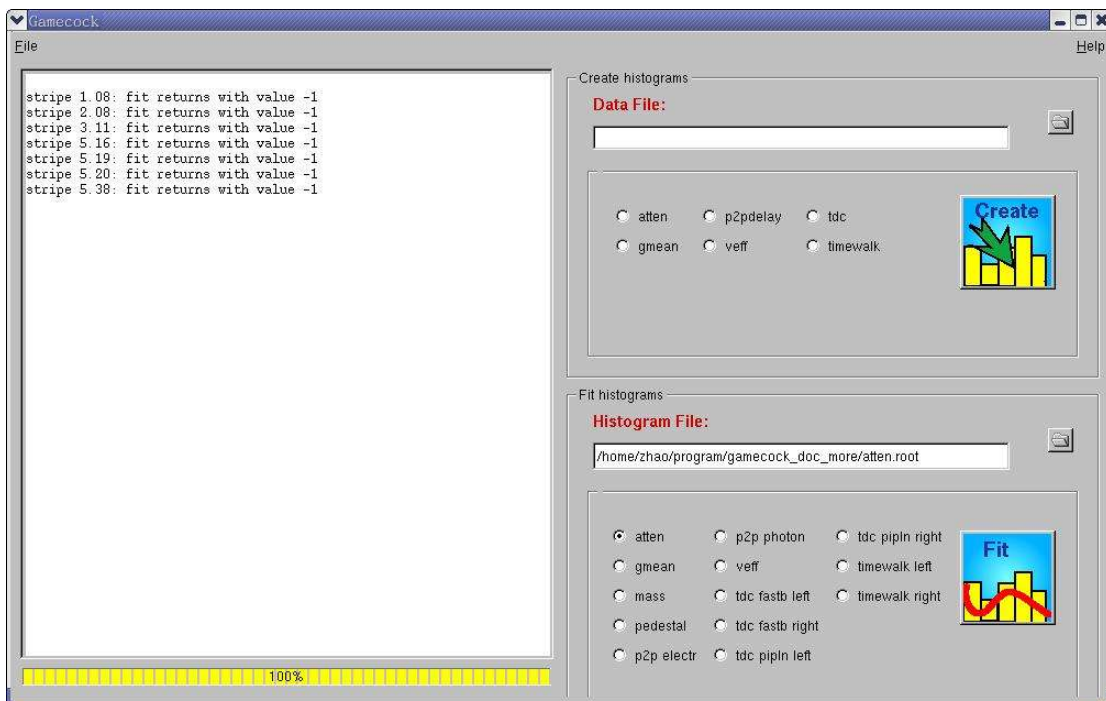 Gamecock
File Help
stripe 1.08: fit returns with value -1
stripe 2.08: fit returns with value -1
stripe 3.11: fit returns with value -1
stripe 5.16: fit returns with value -1
stripe 5.19: fit returns with value -1
stripe 5.20: fit returns with value -1
stripe 5.38: fit returns with value -1
100%
Create histograms
Data File:
atten p2pdelay tdc
gmean veff timewalk
Create
Fit histograms
Histogram File:
/home/zhao/program/gamecock_doc_more/atten.root
atten p2p photon tdc pipln right
gmean veff timewalk left
mass tdc fastb left timewalk right
pedestal tdc fastb right
p2p electr tdc pipln left
Fit